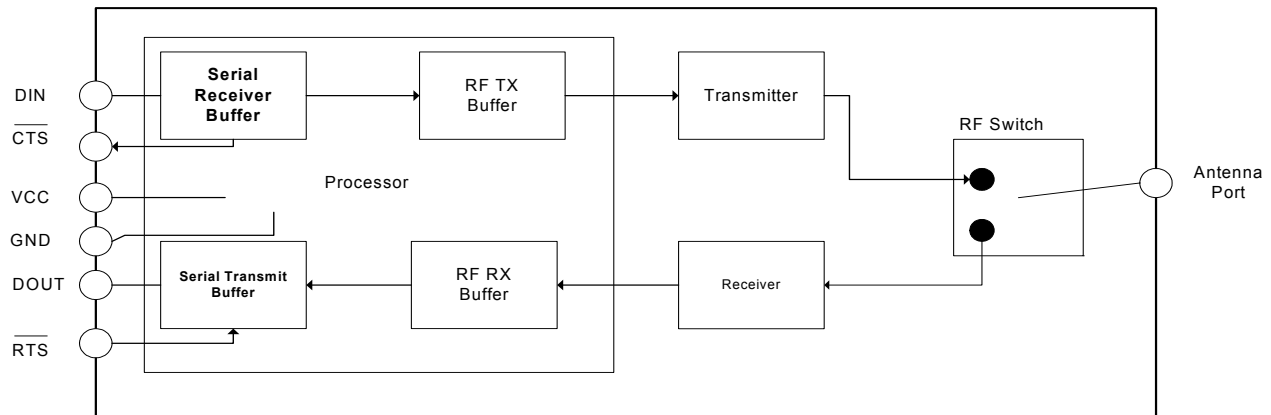 DIN
CTS
VCC
GND
DOUT
RTS
Serial
Receiver
Buffer
RF TX
Buffer
Transmitter
RF Switch
Antenna
Port
Processor
Serial Transmit
Buffer
RF RX
Buffer
Receiver